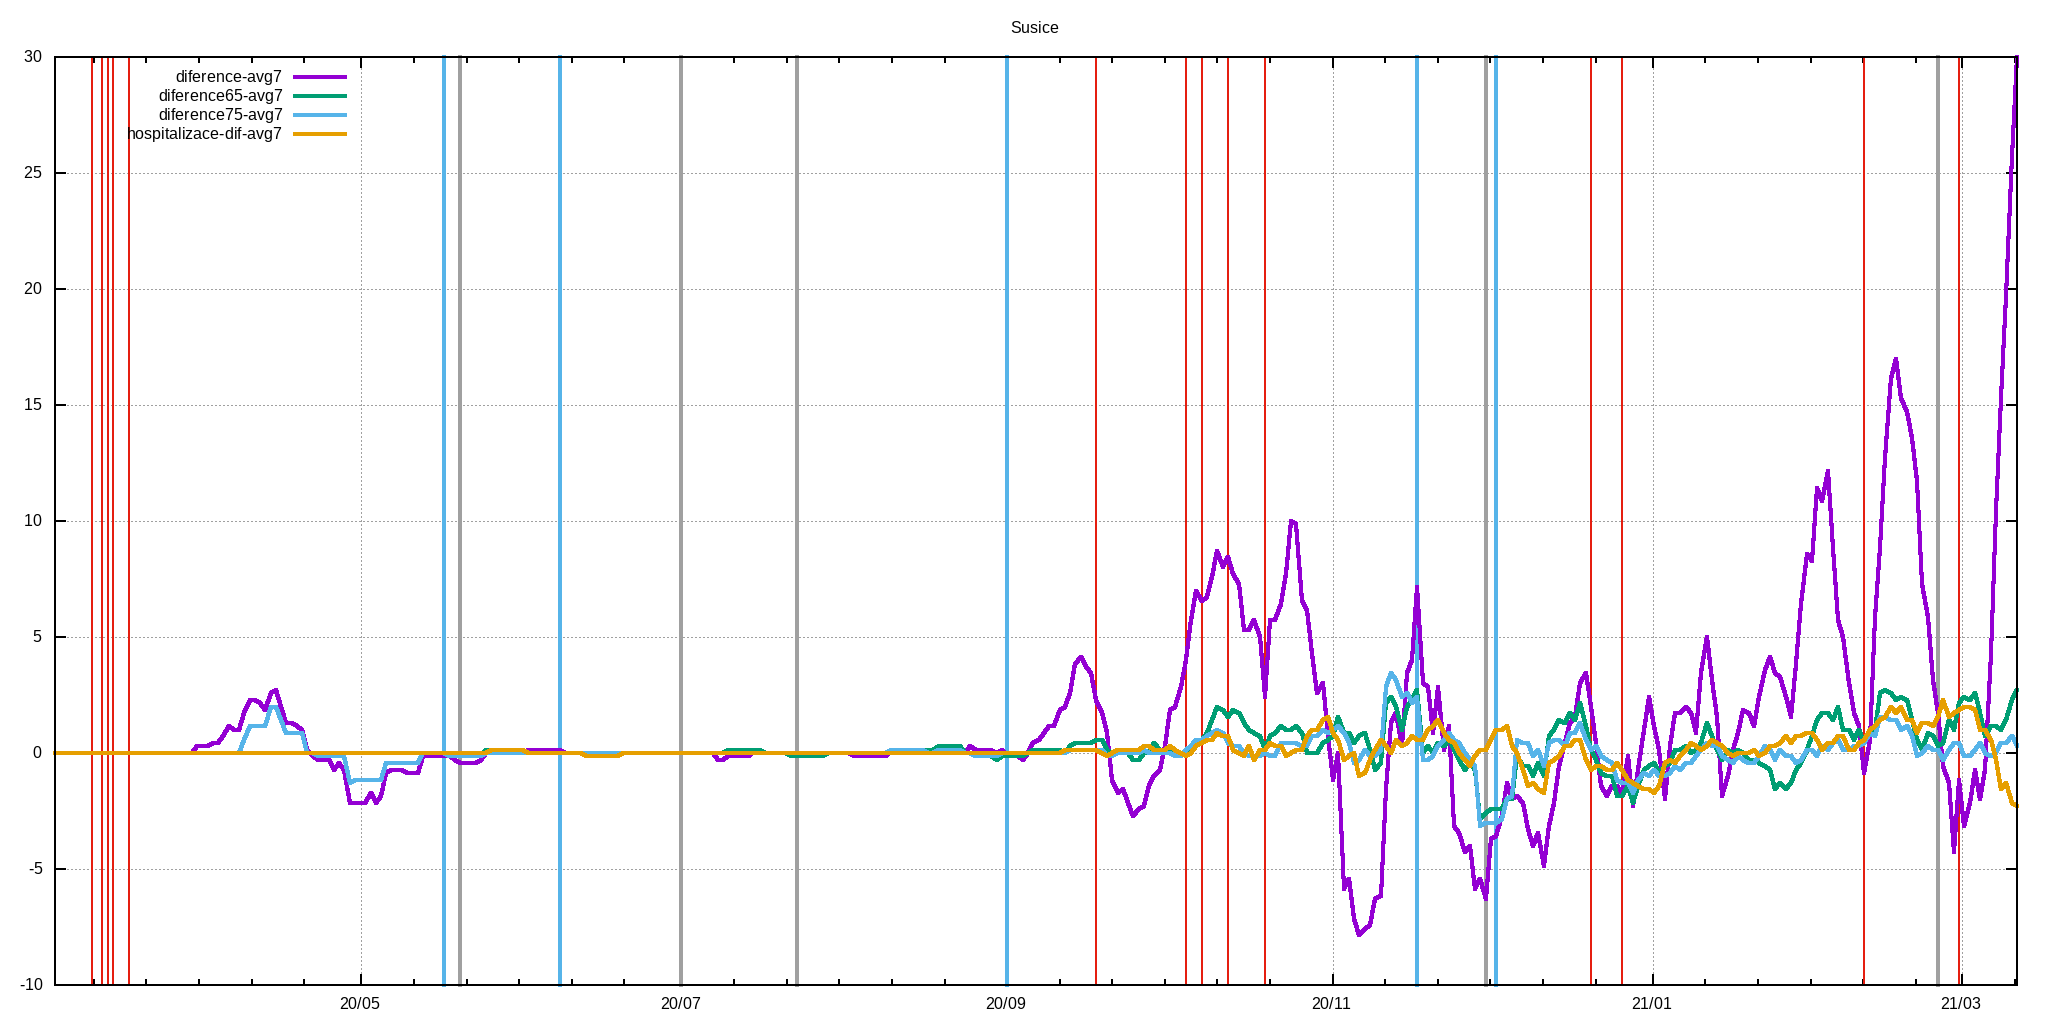 Susice
30
diference-avg7
diference65-avg7
diference75-avg7
hospitalizace-dif-avg7
25
20
15
10
5
0
-5
-10
20/05 20/07 20/09 20/11 21/01 21/03